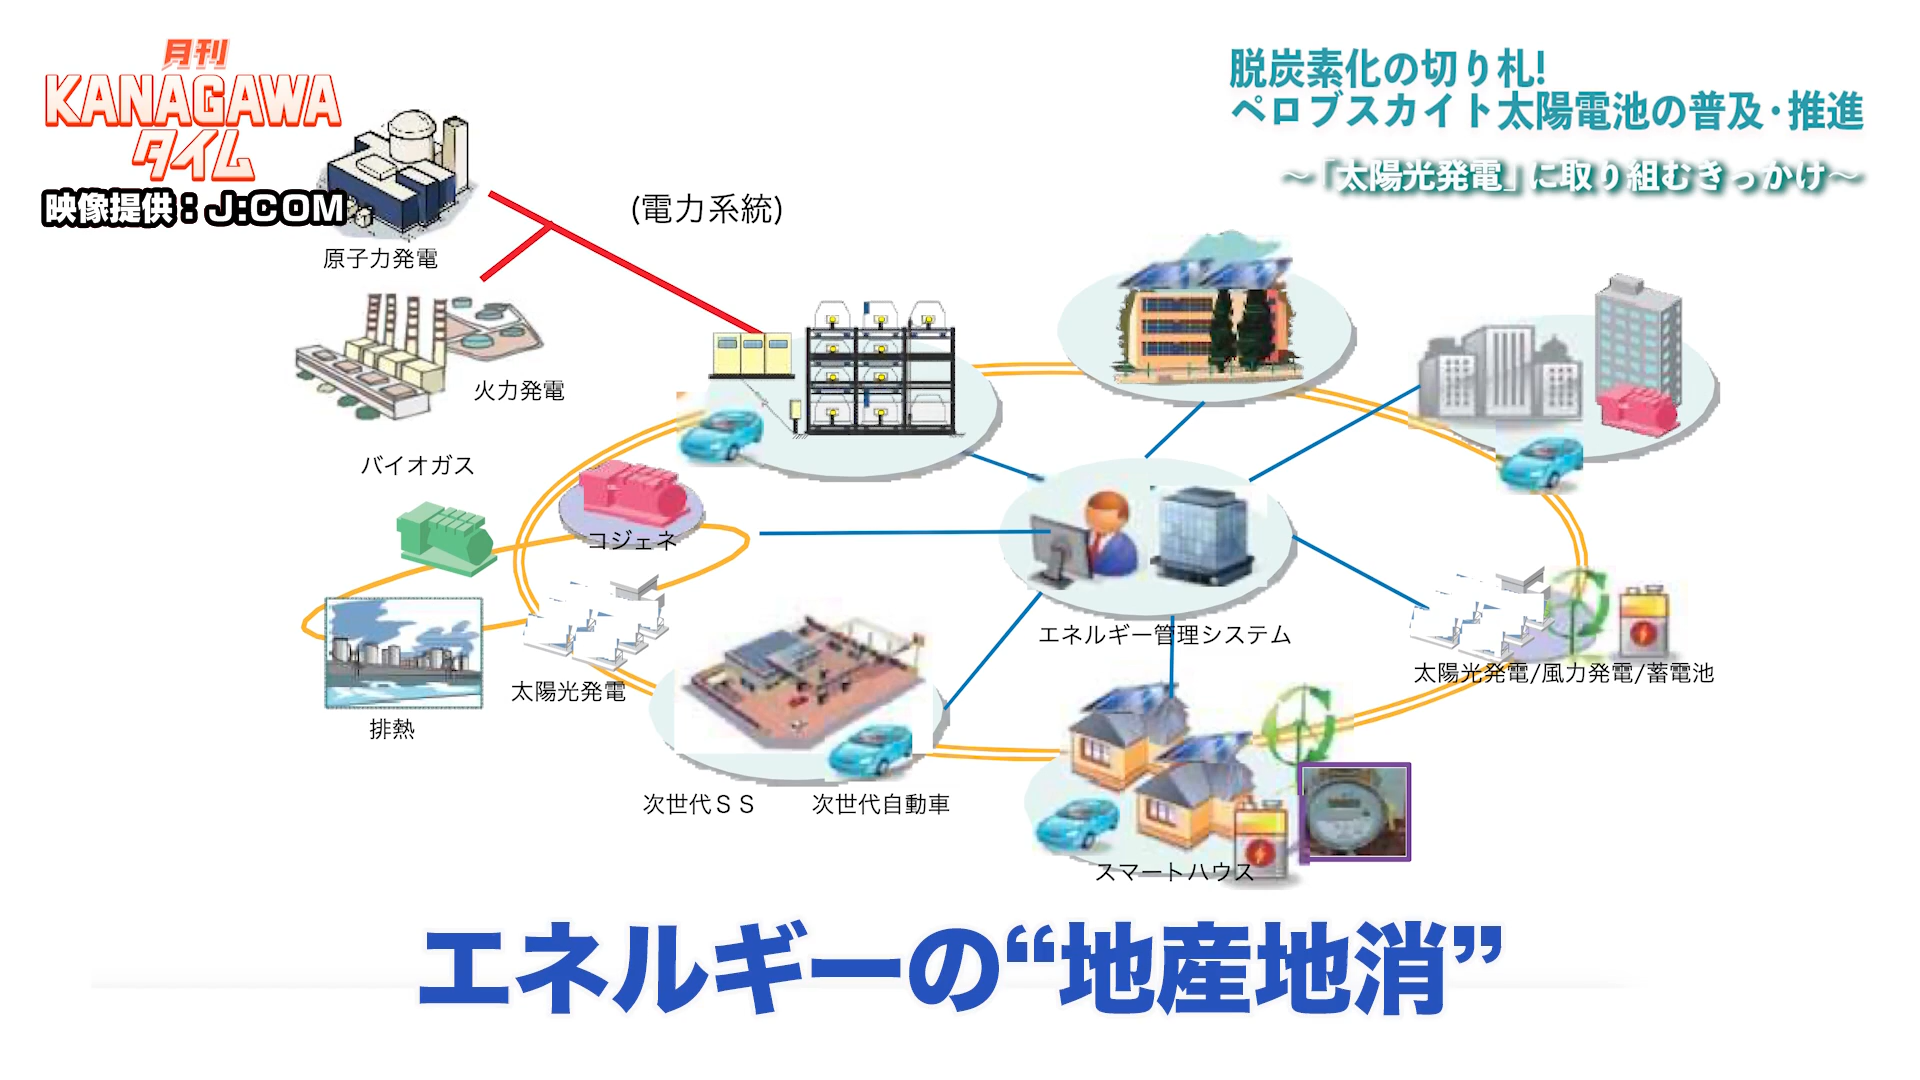 月刊
KANAGAWA
タイム
映像提供：J:COM
脱炭素化の切り札!
ペロブスカイト太陽電池の普及・推進
～「太陽光発電」に取り組むきっかけ～
(電力系統)
原子力発電
火力発電
バイオガス
コジェネ
排熱
太陽光発電
エネルギー管理システム
太陽光発電/風力発電/蓄電池
次世代ＳＳ
次世代自動車
スマートハウス
エネルギーの“地産地消”